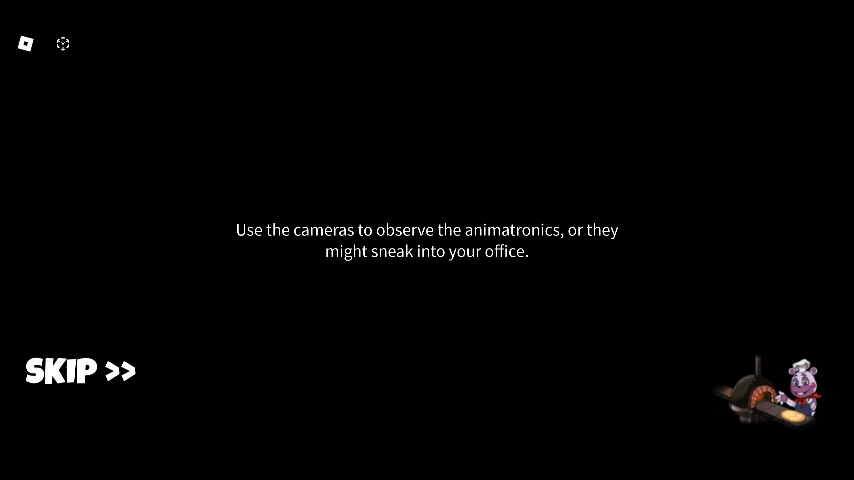 Use the cameras to observe the animatronics, or they
might sneak into your office.
SKIP >>